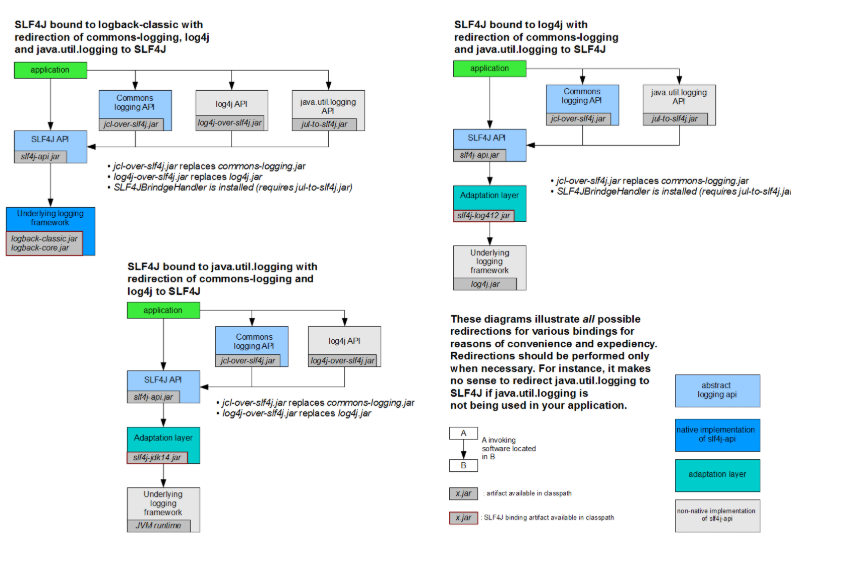 SLF4J bound to logback-classic with
redirection of commons-logging, log4j
and java.util.logging to SLF4J
application
Commons
logging API
jcl-over-slf4j.jar
log4j API
log4j-over-slf4j.jar
java.util.logging
API
jul-to-slf4j.jar
SLF4J API
slf4j-api.jar
• jcl-over-slf4j.jar replaces commons-logging.jar
• log4j-over-slf4j.jar replaces log4j.jar
• SLF4JBrindgeHandler is installed (requires jul-to-slf4j.jar)
Underlying logging
framework
logback-classic.jar
logback-core.jar
SLF4J bound to log4j with
redirection of commons-logging
and java.util.logging to SLF4J
application
Commons
logging API
jcl-over-slf4j.jar
java.util.logging
API
jul-to-slf4j.jar
SLF4J API
slf4j-api.jar
• jcl-over-slf4j.jar replaces commons-logging.jar
• SLF4JBrindgeHandler is installed (requires jul-to-slf4j.jar
Adaptation layer
slf4j-log412.jar
Underlying
logging
framework
log4j.jar
SLF4J bound to java.util.logging with
redirection of commons-logging and
log4j to SLF4J
application
Commons
logging API
jcl-over-slf4j.jar
log4j API
log4j-over-slf4j.jar
SLF4J API
slf4j-api.jar
• jcl-over-slf4j.jar replaces commons-logging.jar
• log4j-over-slf4j.jar replaces log4j.jar
Adaptation layer
slf4j-jdk14.jar
Underlying
logging
framework
JVM runtime
These diagrams illustrate all possible
redirections for various bindings for
reasons of convenience and expediency.
Redirections should be performed only
when necessary. For instance, it makes
no sense to redirect java.util.logging to
SLF4J if java.util.logging is
not being used in your application.
A
B
A invoking
software located
in B
x.jar : artifact available in classpath
x.jar : SLF4J binding artifact available in classpath
abstract
logging api
native implementation
of slf4j-api
adaptation layer
non-native implementation
of slf4j-api